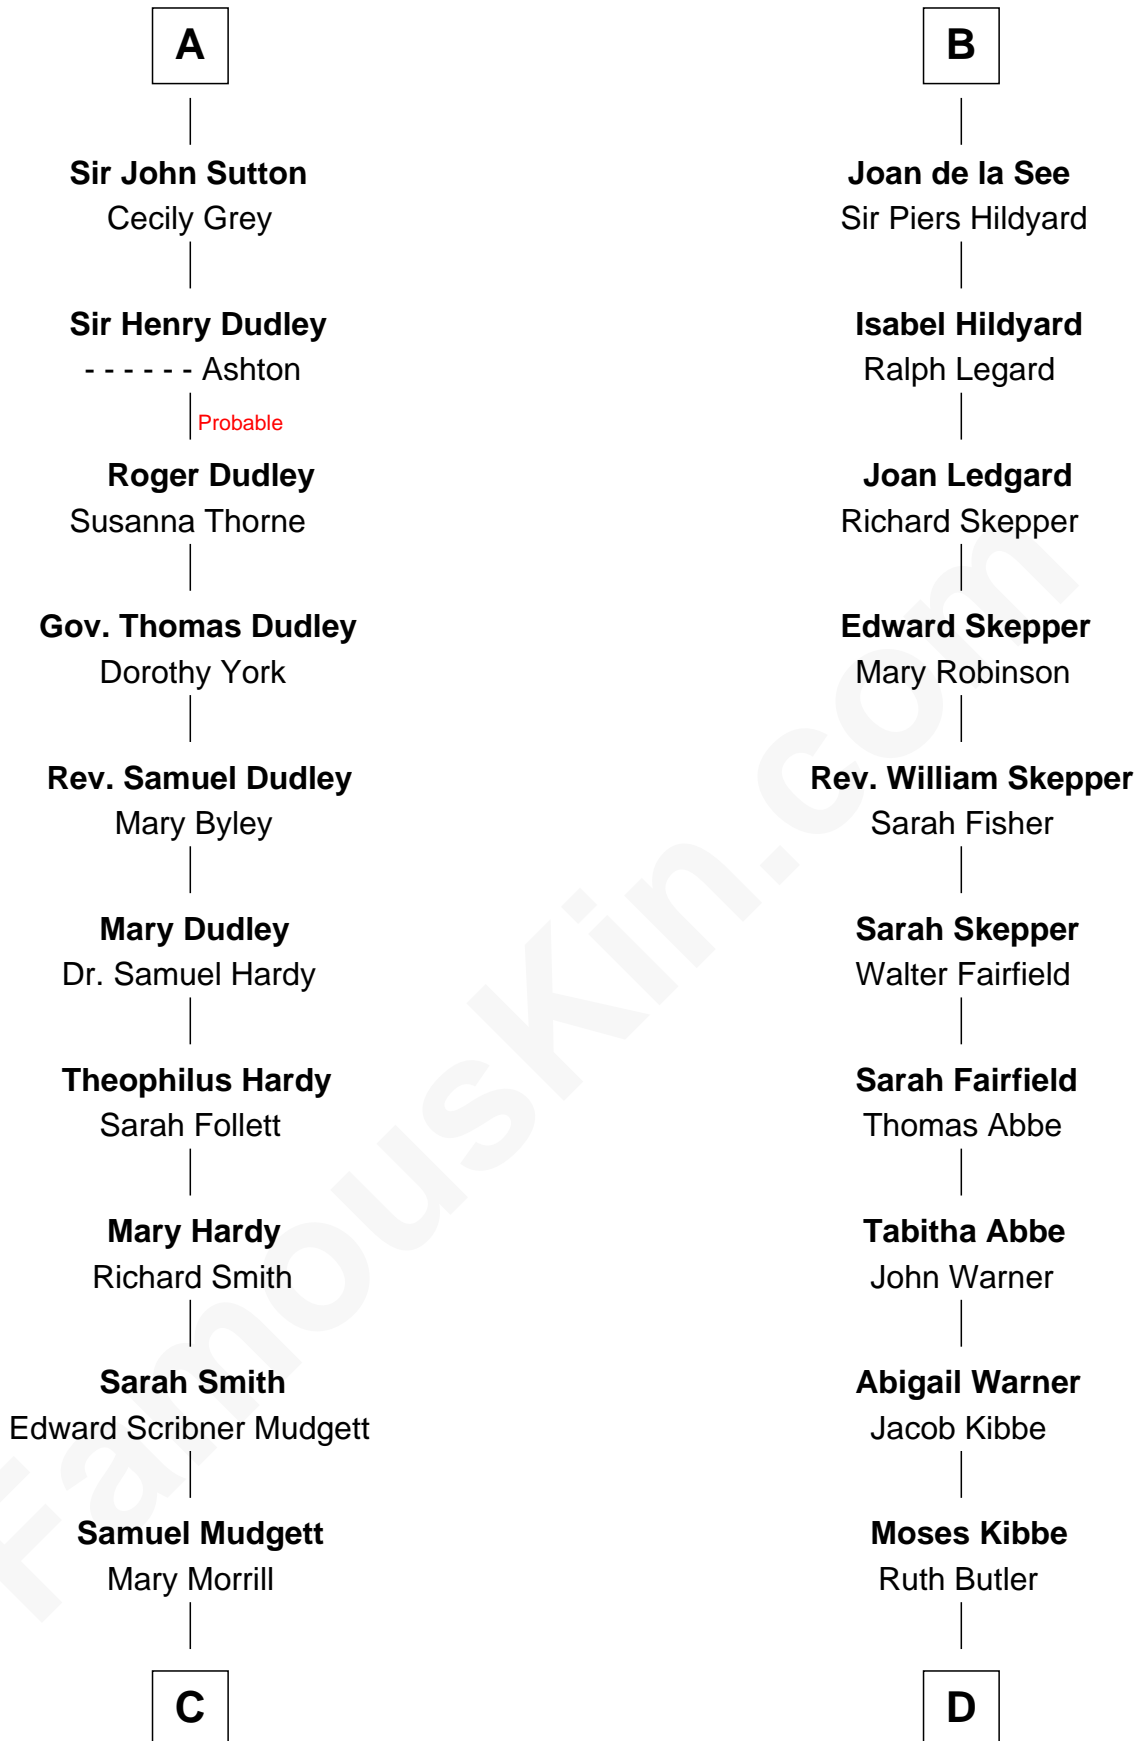 A
Sir John Sutton
Cecily Grey
Sir Henry Dudley
- - - - - - Ashton
Probable
Roger Dudley
Susanna Thorne
Gov. Thomas Dudley
Dorothy York
Rev. Samuel Dudley
Mary Byley
Mary Dudley
Dr. Samuel Hardy
Theophilus Hardy
Sarah Follett
Mary Hardy
Richard Smith
Sarah Smith
Edward Scribner Mudgett
Samuel Mudgett
Mary Morrill
C
B
Joan de la See
Sir Piers Hildyard
Isabel Hildyard
Ralph Legard
Joan Ledgard
Richard Skepper
Edward Skepper
Mary Robinson
Rev. William Skepper
Sarah Fisher
Sarah Skepper
Walter Fairfield
Sarah Fairfield
Thomas Abbe
Tabitha Abbe
John Warner
Abigail Warner
Jacob Kibbe
Moses Kibbe
Ruth Butler
D
FamousKin.com